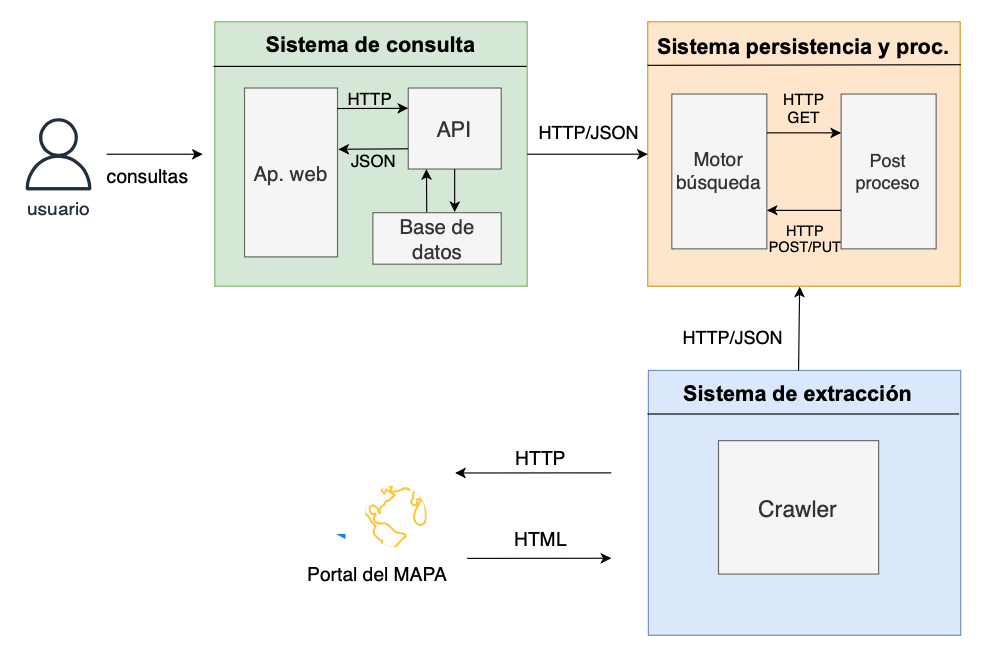 Sistema de consulta
Sistema persistencia y proc.
HTTP
API
JSON
Ap. web
Base de
datos
usuario
consultas
HTTP/JSON
HTTP
GET
Motor
búsqueda
Post
proceso
HTTP
POST/PUT
HTTP/JSON
Sistema de extracción
Crawler
HTTP
HTML
Portal del MAPA